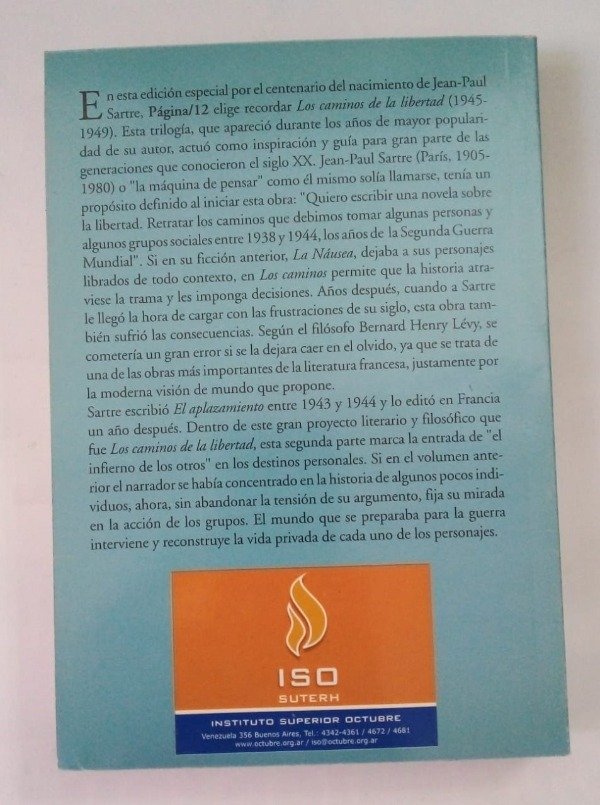 En esta edición especial por el centenario del nacimiento de Jean-Paul
Sartre, Página/12 elige recordar Los caminos de la libertad (1945-
1949). Esta trilogía, que apareció durante los años de mayor populari-
dad de su autor, actuó como inspiración y guía para gran parte de las
generaciones que conocieron el siglo XX. Jean-Paul Sartre (París, 1905-
1980) o "la máquina de pensar" como él mismo solía llamarse, tenía un
propósito definido al iniciar esta obra: "Quiero escribir una novela sobre
la libertad. Retratar los caminos que debimos tomar algunas personas y
algunos grupos sociales entre 1938 y 1944, los años de la Segunda Guerra
Mundial". Si en su ficción anterior, La Náusea, dejaba a sus personajes
librados de todo contexto, en Los caminos permite que la historia atra-
viese la trama y les imponga decisiones. Años después, cuando a Sartre
le llegó la hora de cargar con las frustraciones de su siglo, esta obra tam-
bién sufrió las consecuencias. Según el filósofo Bernard Henry Lévy, se
cometería un gran error si se la dejara caer en el olvido, ya que se trata de
una de las obras más importantes de la literatura francesa, justamente por
la moderna visión de mundo que propone.
Sartre escribió El aplazamiento entre 1943 y 1944 y lo editó en Francia
un año después. Dentro de este gran proyecto literario y filosófico que
fue Los caminos de la libertad, esta segunda parte marca la entrada de "el
infierno de los otros" en los destinos personales. Si en el volumen ante-
rior el narrador se había concentrado en la historia de algunos pocos indi-
viduos, ahora, sin abandonar la tensión de su argumento, fija su mirada
en la acción de los grupos. El mundo que se preparaba para la guerra
interviene y reconstruye la vida privada de cada uno de los personajes.
ISO
SUTERH
INSTITUTO SUPERIOR OCTUBRE
Venezuela 356 Buenos Aires, Tel.: 4342-4361 / 4672 / 4681
www.octubre.org.ar / iso@octubre.org.ar